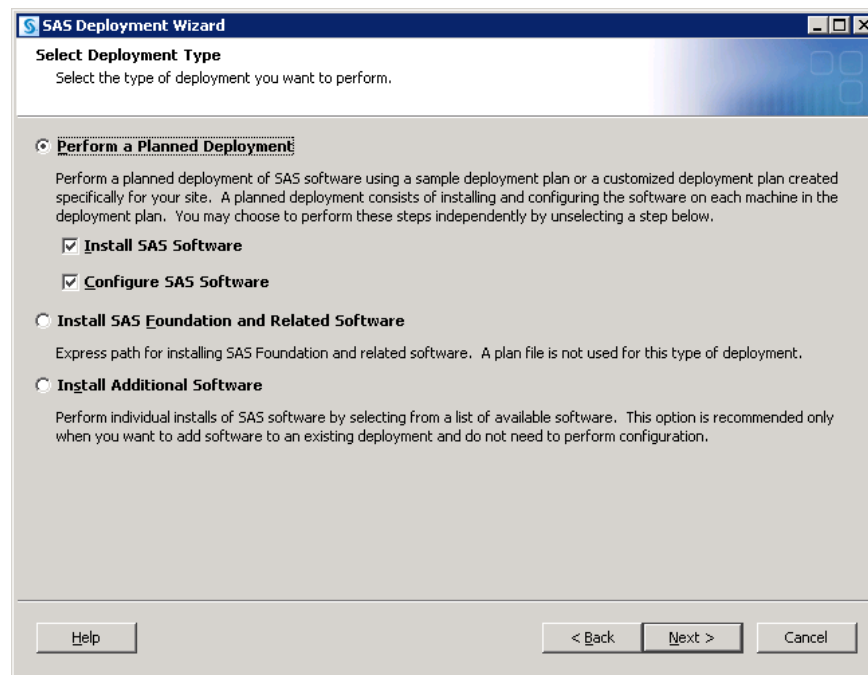 SAS Deployment Wizard
Select Deployment Type
Select the type of deployment you want to perform.
Perform a Planned Deployment
Perform a planned deployment of SAS software using a sample deployment plan or a customized deployment plan created
specifically for your site. A planned deployment consists of installing and configuring the software on each machine in the
deployment plan. You may choose to perform these steps independently by unselecting a step below.
Install SAS Software
Configure SAS Software
Install SAS Foundation and Related Software
Express path for installing SAS Foundation and related software. A plan file is not used for this type of deployment.
Install Additional Software
Perform individual installs of SAS software by selecting from a list of available software. This option is recommended only
when you want to add software to an existing deployment and do not need to perform configuration.
Help
< Back
Next >
Cancel